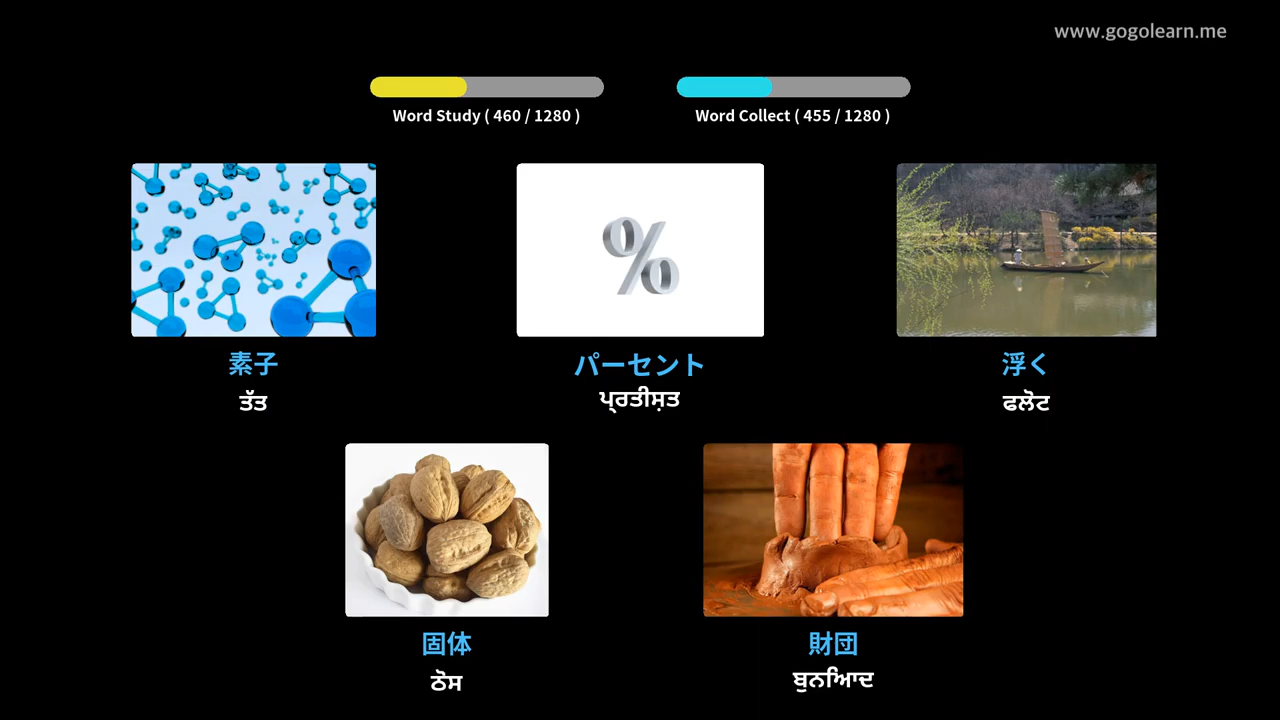 www.gogolearn.me
Word Study ( 460 / 1280 )
Word Collect ( 455 / 1280 )
%
素子
ਤੱਤ
パーセント
ਪ੍ਰਤੀਸ਼ਤ
浮く
ਫਲੋਟ
固体
ਠੋਸ
財団
ਬੁਨਿਆਦ